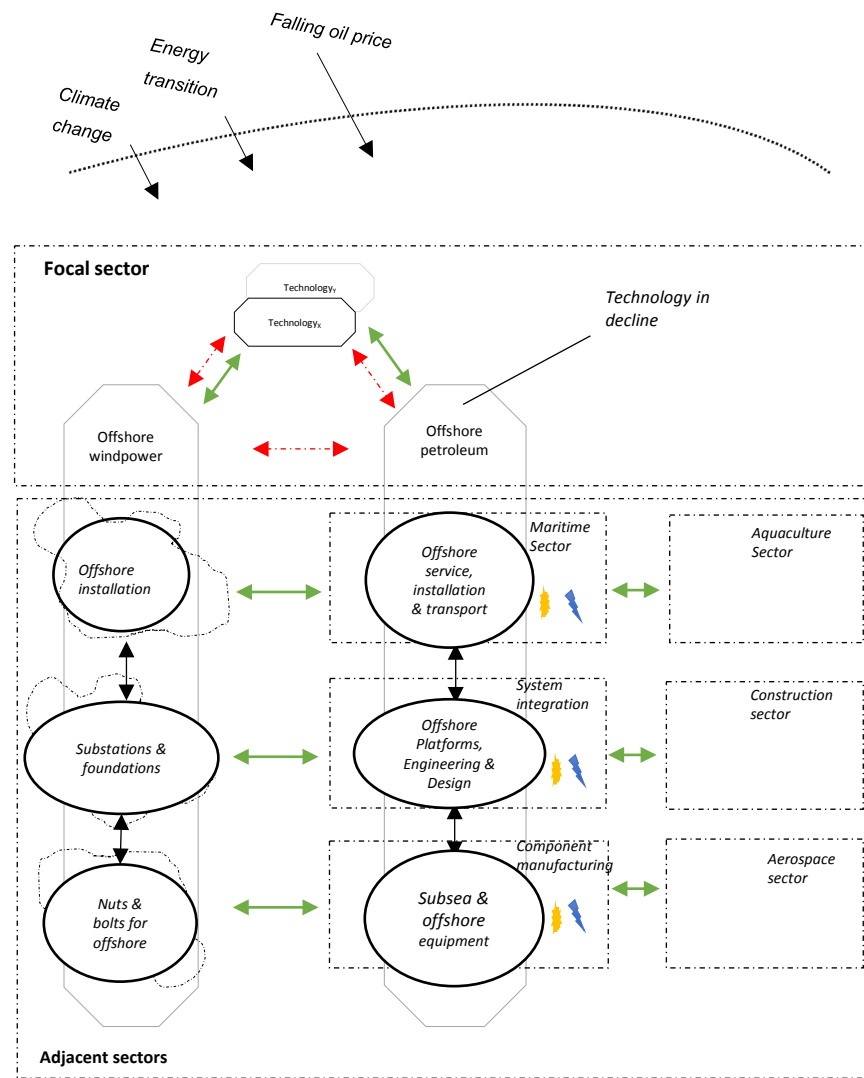 Falling oil price
Energy
transition
Climate
change
Focal sector
Technologyᵧ
Technologyₓ
Technology in
decline
Offshore
windpower
Offshore
petroleum
Offshore
installation
Offshore
service,
installation
& transport
Maritime
Sector
Aquaculture
Sector
Substations &
foundations
Offshore
Platforms,
Engineering &
Design
System
integration
Construction
sector
Nuts &
bolts for
offshore
Subsea &
offshore
equipment
Component
manufacturing
Aerospace
sector
Adjacent sectors